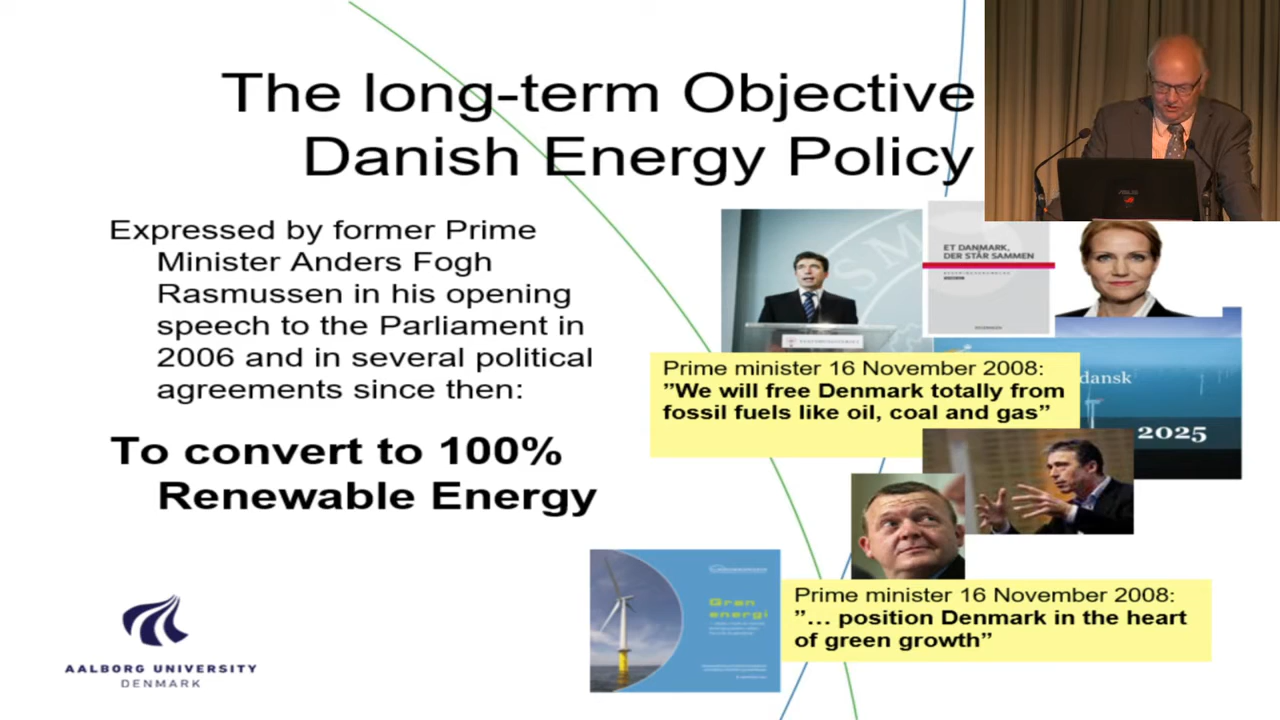 The long-term Objective
Danish Energy Policy
Expressed by former Prime
Minister Anders Fogh
Rasmussen in his opening
speech to the Parliament in
2006 and in several political
agreements since then:
To convert to 100%
Renewable Energy
ET DANMARK,
DER STÅR SAMMEN
Prime minister 16 November 2008:
”We will free Denmark totally from
fossil fuels like oil, coal and gas”
dansk
2025
Grøn
energi
Prime minister 16 November 2008:
”... position Denmark in the heart
of green growth”
AALBORG UNIVERSITY
DENMARK
ASUS